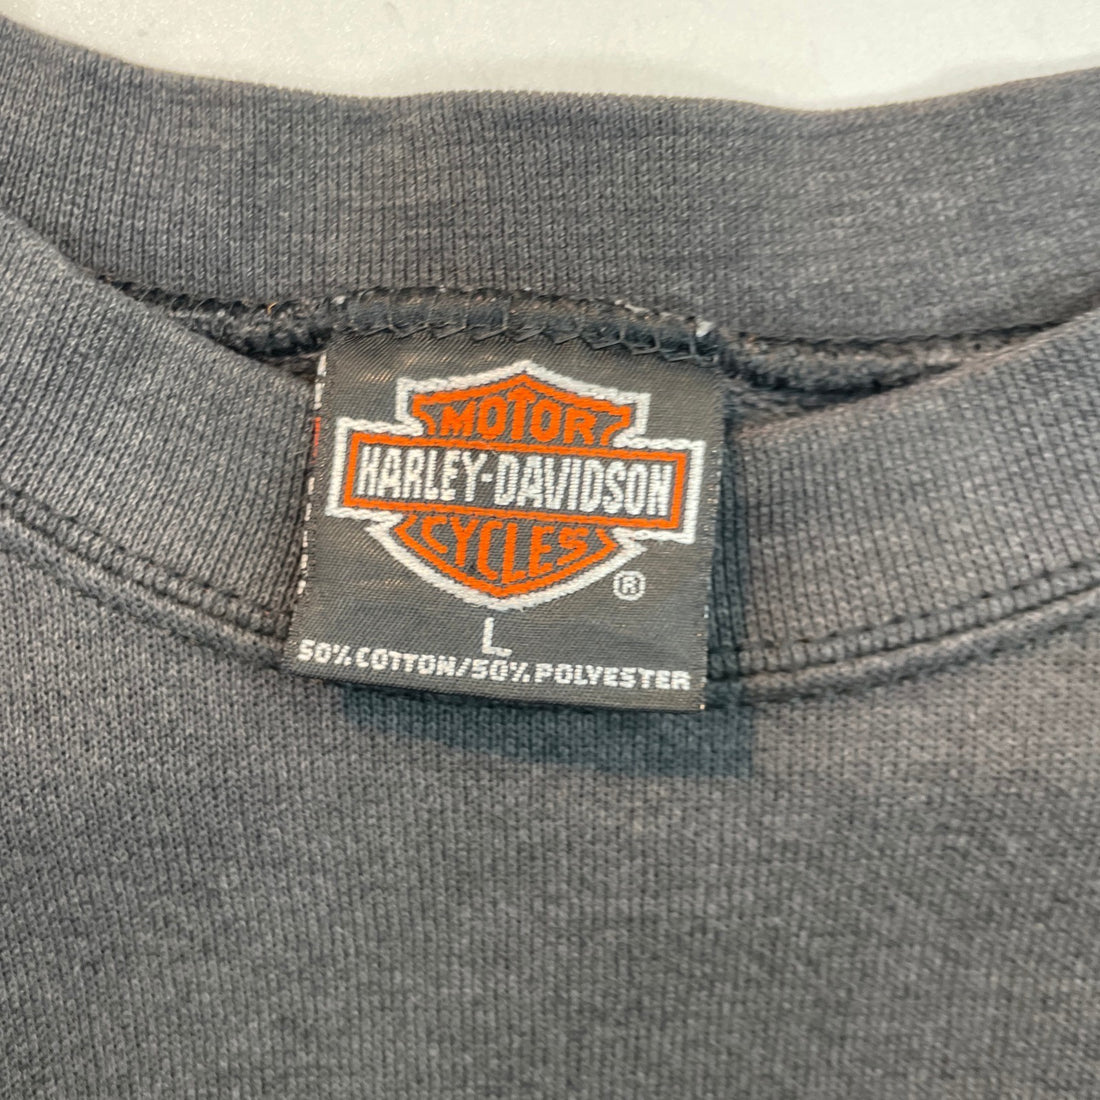 MOTOR
HARLEY-DAVIDSON
CYCLES
®
L
50% COTTON/50% POLYESTER